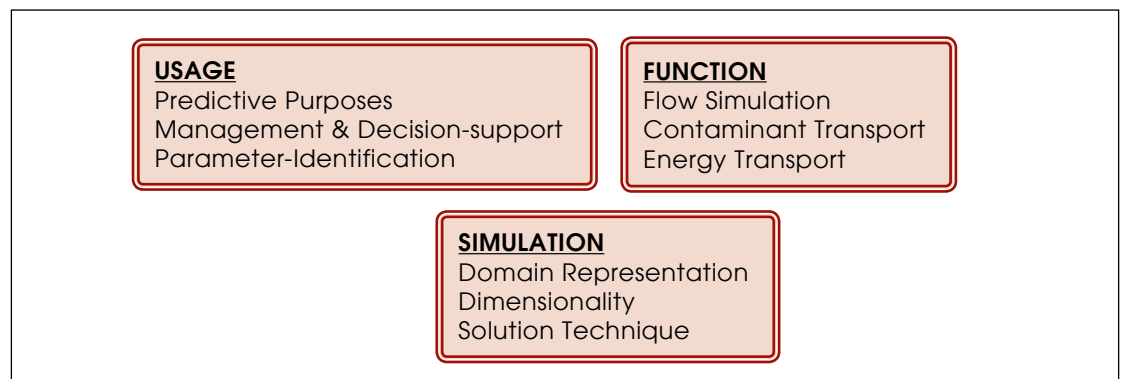 USAGE
Predictive Purposes
Management & Decision-support
Parameter-Identification
FUNCTION
Flow Simulation
Contaminant Transport
Energy Transport
SIMULATION
Domain Representation
Dimensionality
Solution Technique